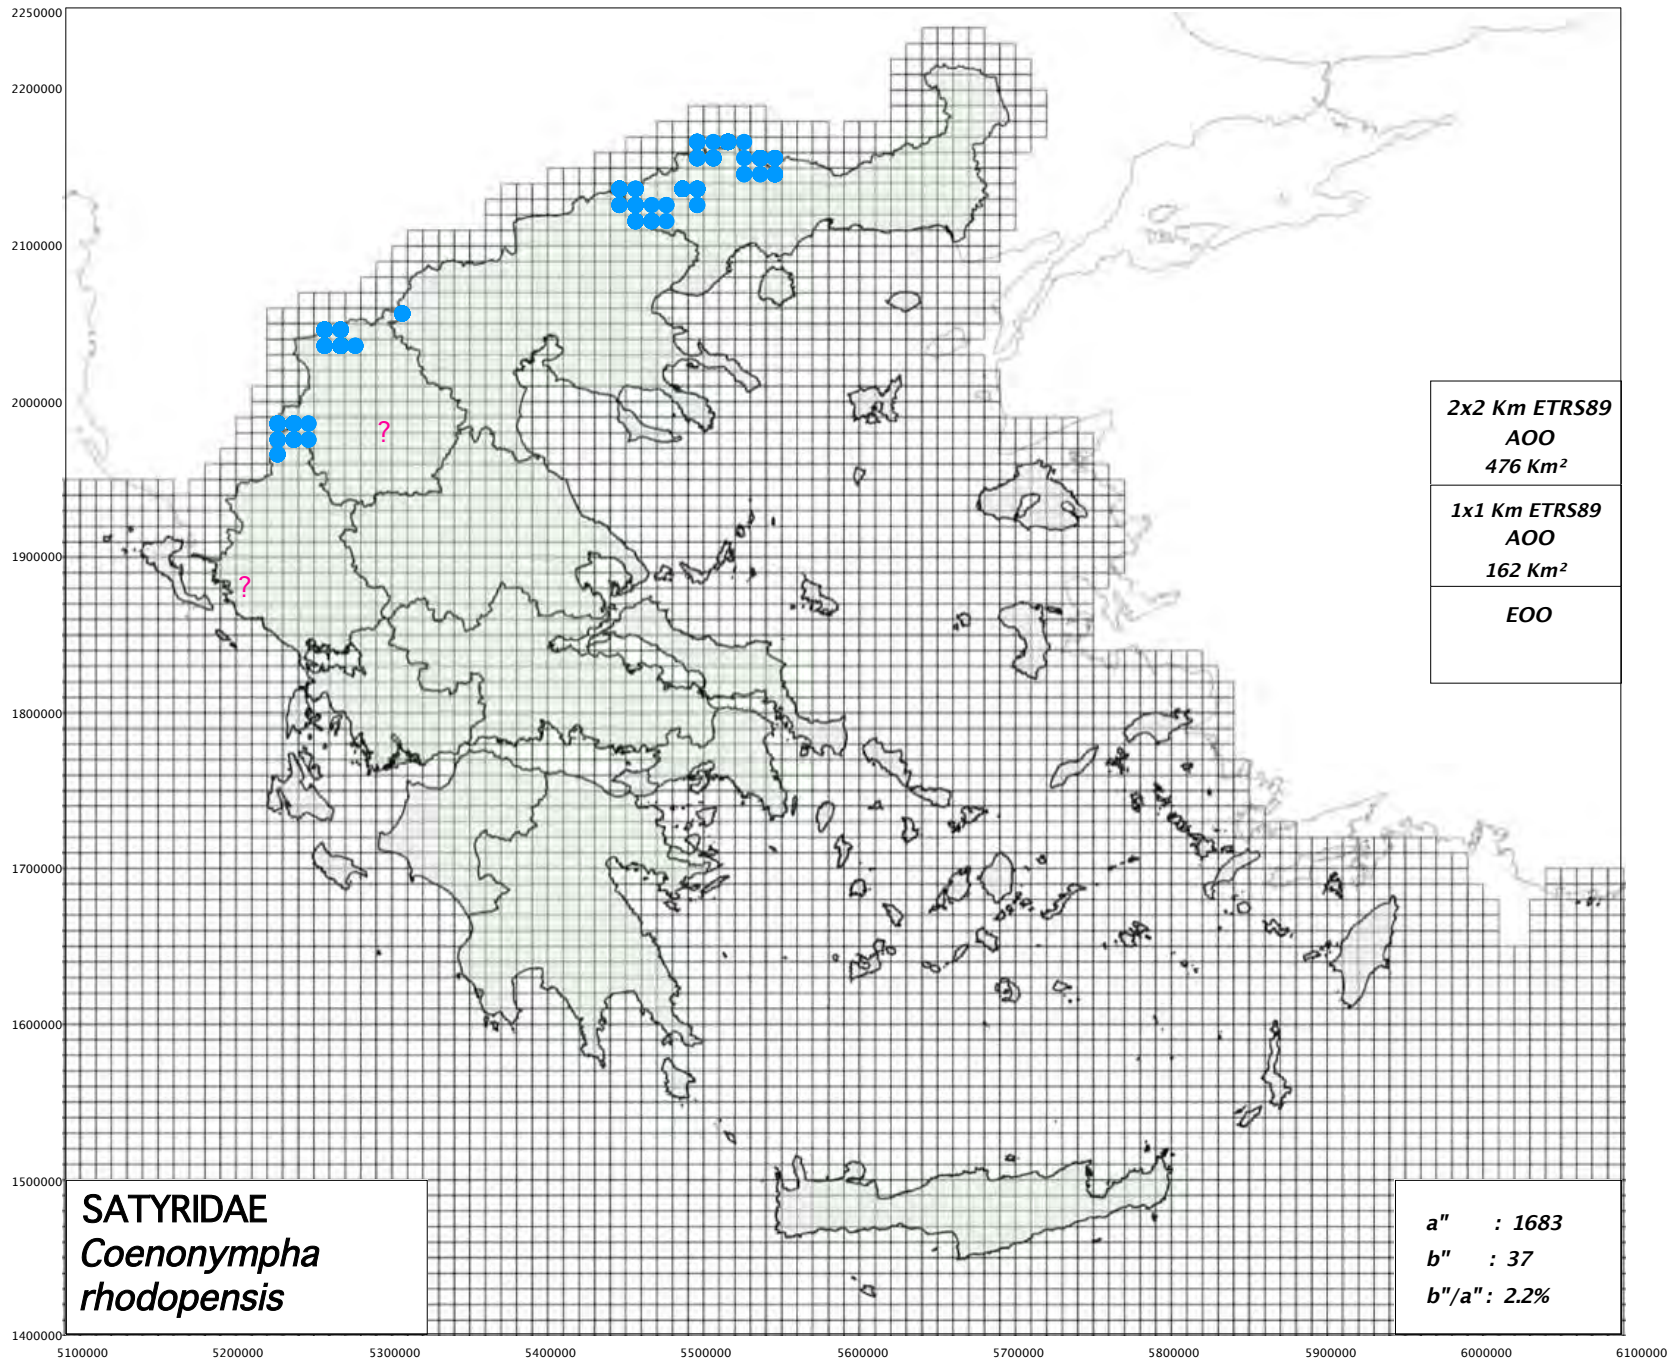 2250000
2200000
2100000
2000000
1900000
1800000
1700000
1600000
1500000
1400000
?
?
2x2 Km ETRS89
AOO
476 Km²
1x1 Km ETRS89
AOO
162 Km²
EOO
SATYRIDAE
Coenonympha
rhodopensis
a" : 1683
b" : 37
b"/a" : 2.2%
5100000 5200000 5300000 5400000 5500000 5600000 5700000 5800000 5900000 6000000 6100000